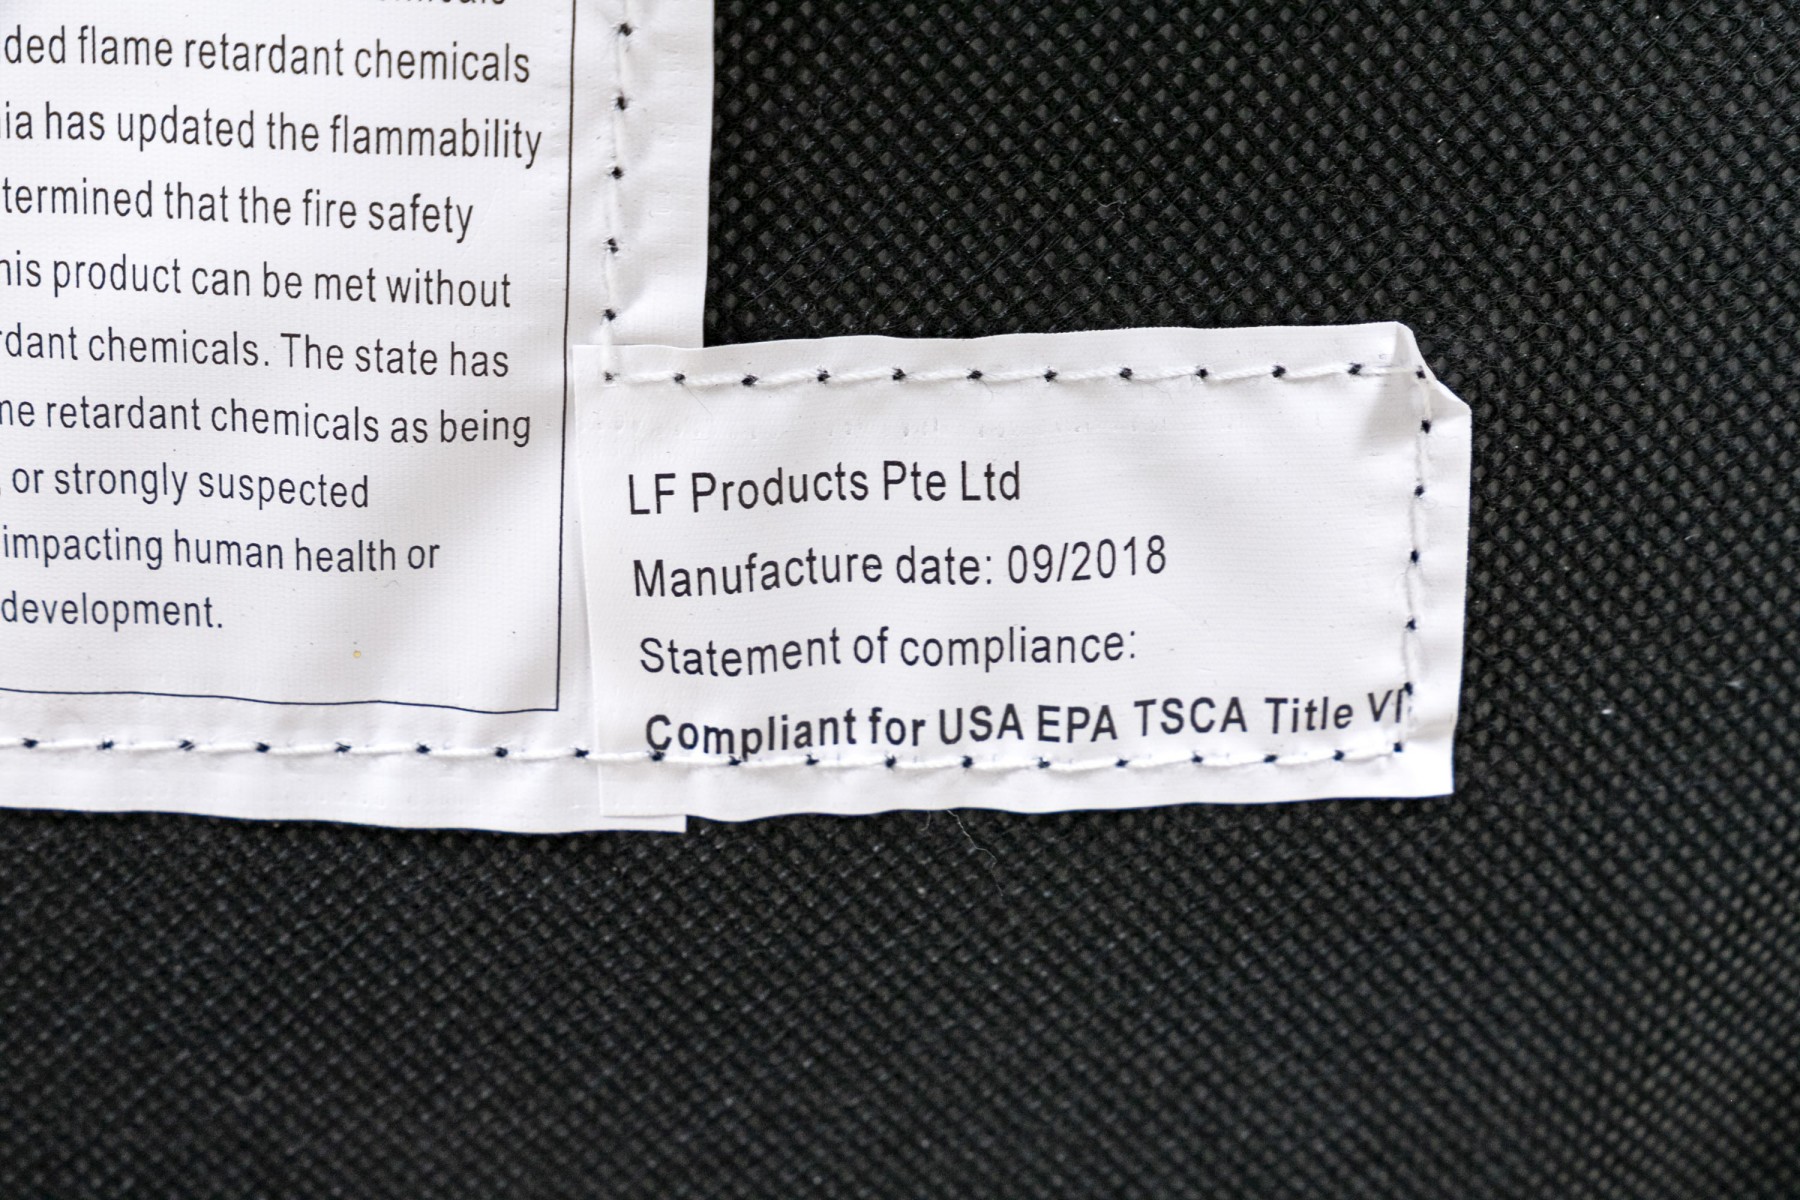 ded flame retardant chemicals
ia has updated the flammability
termined that the fire safety
his product can be met without
rdant chemicals. The state has
me retardant chemicals as being
, or strongly suspected
impacting human health or
development.
LF Products Pte Ltd
Manufacture date: 09/2018
Statement of compliance:
Compliant for USA EPA TSCA Title VI